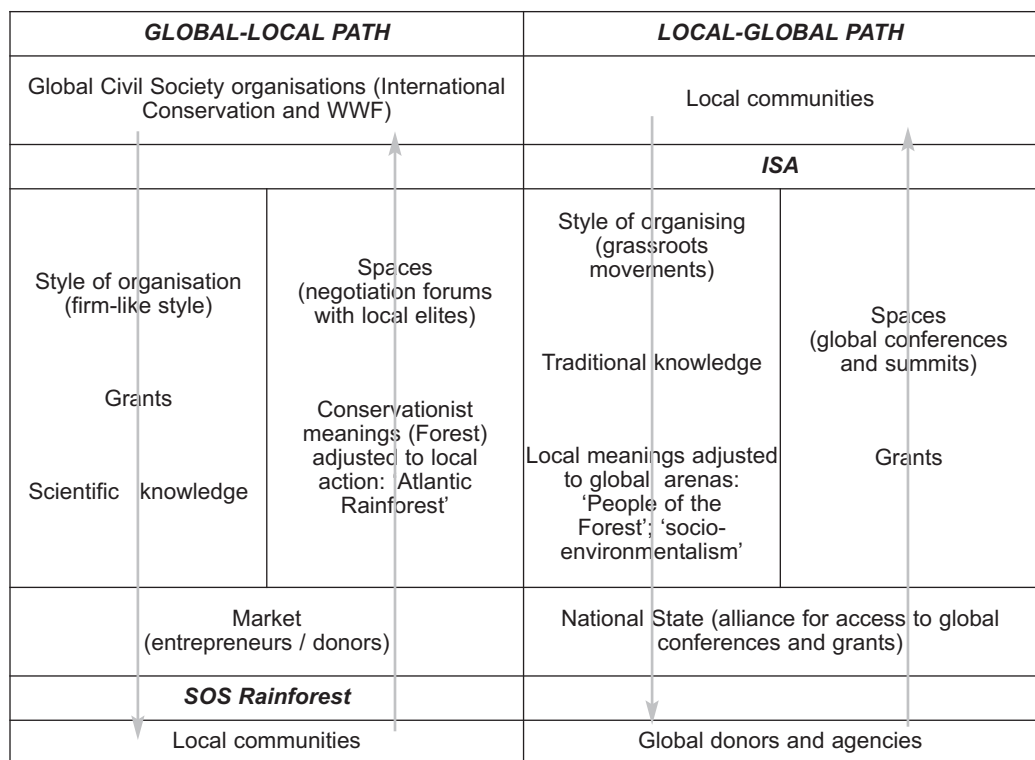 GLOBAL-LOCAL PATH
LOCAL-GLOBAL PATH
Global Civil Society organisations (International
Conservation and WWF)
Local communities
ISA
Style of organisation
(firm-like style)
Grants
Scientific knowledge
Spaces
(negotiation forums
with local elites)
Conservationist
meanings (Forest)
adjusted to local
action: ‘Atlantic
Rainforest’
Style of organising
(grassroots
movements)
Traditional knowledge
Local meanings adjusted
to global arenas:
‘People of the
Forest’; ‘socio-
environmentalism’
Spaces
(global conferences
and summits)
Grants
Market
(entrepreneurs / donors)
National State (alliance for access to global
conferences and grants)
SOS Rainforest
Local communities
Global donors and agencies